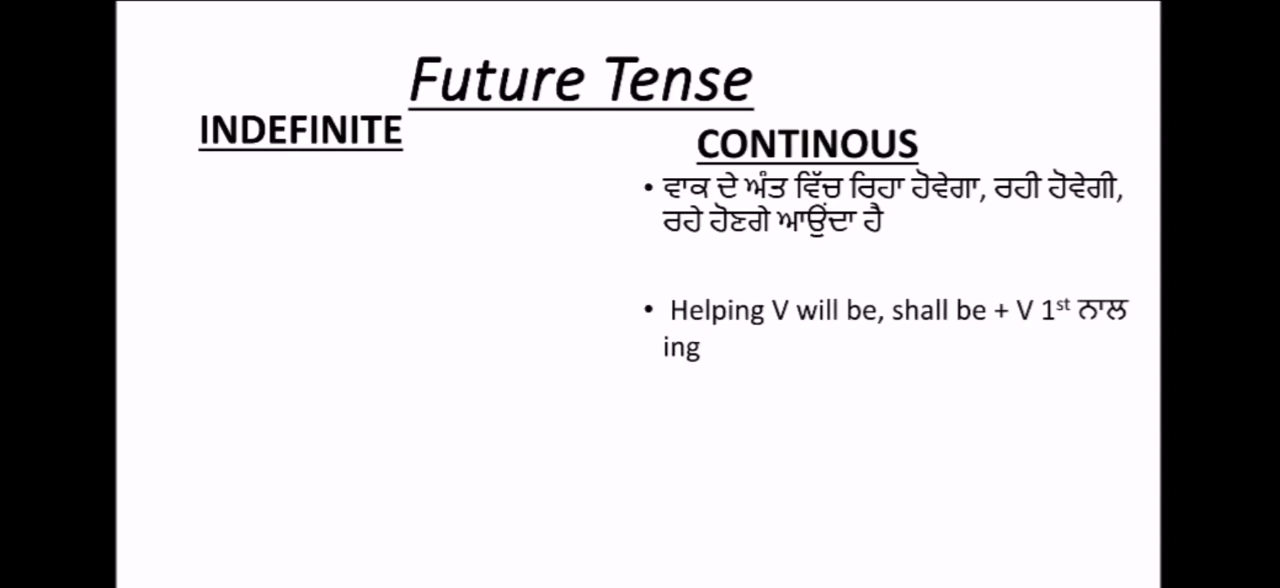 Future Tense
INDEFINITE
CONTINOUS
• ਵਾਕ ਦੇ ਅੰਤ ਵਿੱਚ ਰਿਹਾ ਹੋਵੇਗਾ, ਰਹੀ ਹੋਵੇਗੀ,
ਰਹੇ ਹੋਣਗੇ ਆਉਂਦਾ ਹੈ
• Helping V will be, shall be + V 1st ਨਾਲ
ing